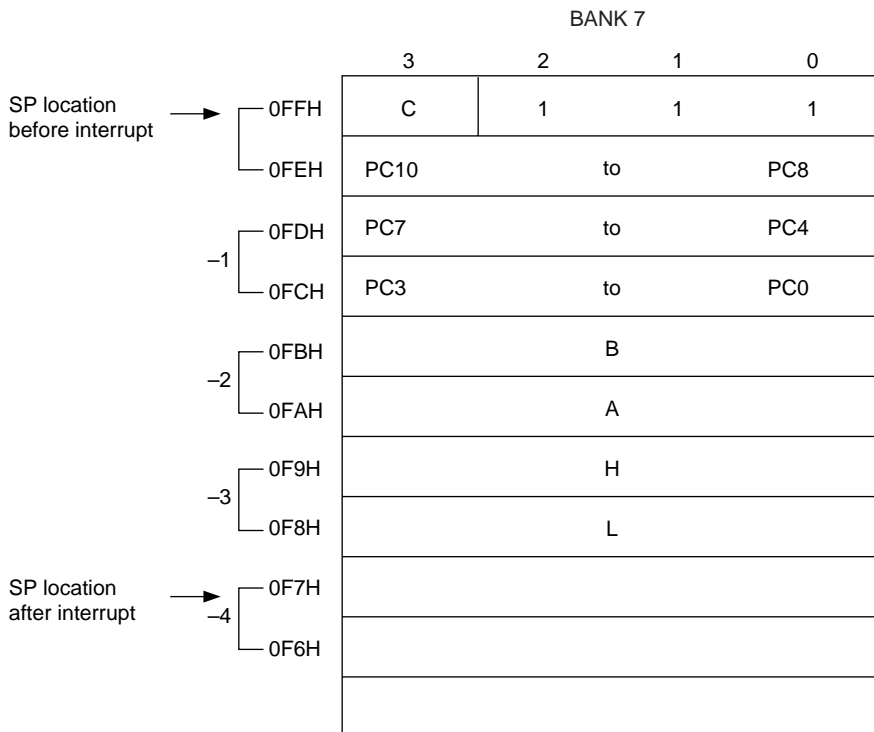 BANK 7
3 2 1 0
SP location
before interrupt
0FFH C 1 1 1
0FEH PC10 to PC8
–1
0FDH PC7 to PC4
0FCH PC3 to PC0
–2
0FBH B
0FAH A
–3
0F9H H
0F8H L
SP location
after interrupt
–4
0F7H
0F6H